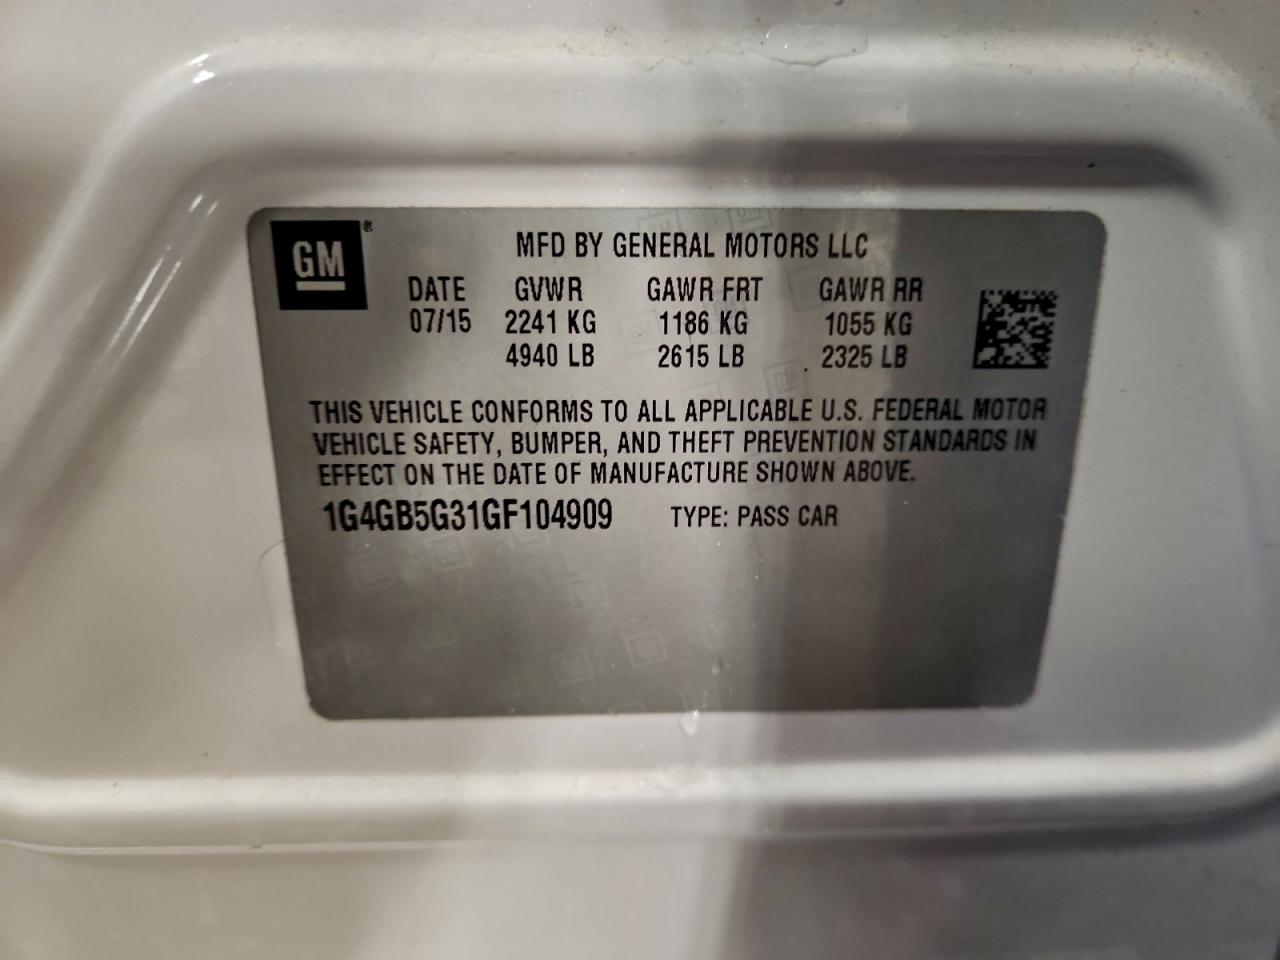 GM®
MFD BY GENERAL MOTORS LLC
DATE GVWR GAWR FRT GAWR RR
07/15 2241 KG 1186 KG 1055 KG
4940 LB 2615 LB 2325 LB
THIS VEHICLE CONFORMS TO ALL APPLICABLE U.S. FEDERAL MOTOR
VEHICLE SAFETY, BUMPER, AND THEFT PREVENTION STANDARDS IN
EFFECT ON THE DATE OF MANUFACTURE SHOWN ABOVE.
1G4GB5G31GF104909 TYPE: PASS CAR